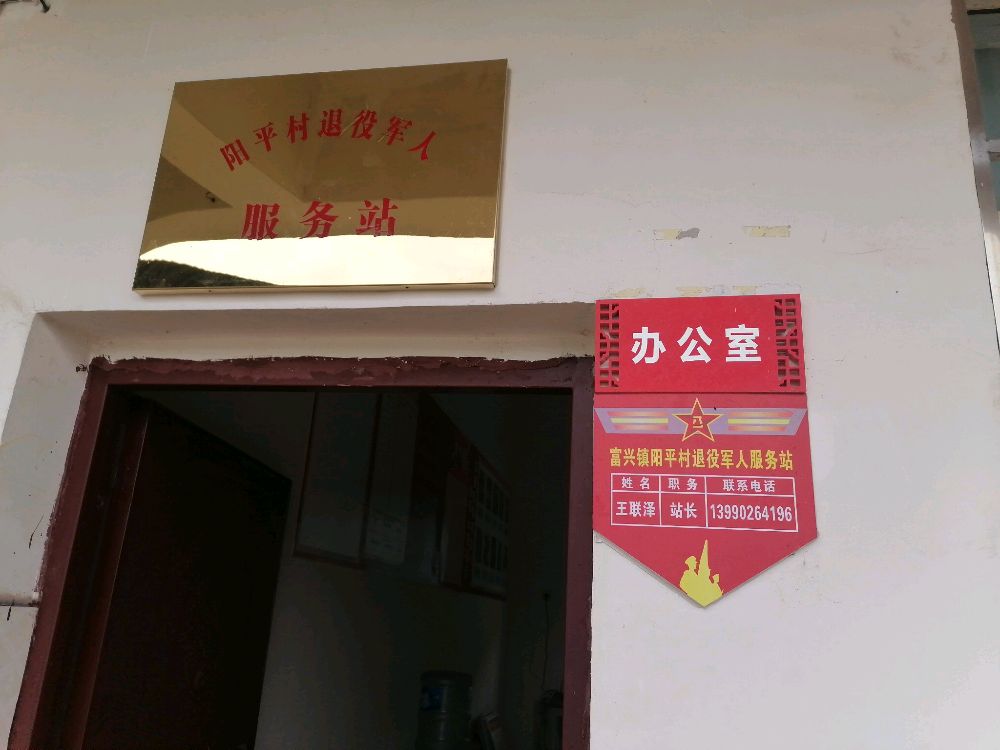 阳平村退役军人
服务站
办公室
富兴镇阳平村退役军人服务站
姓名 职务 联系电话
王联泽 站长 13990264196